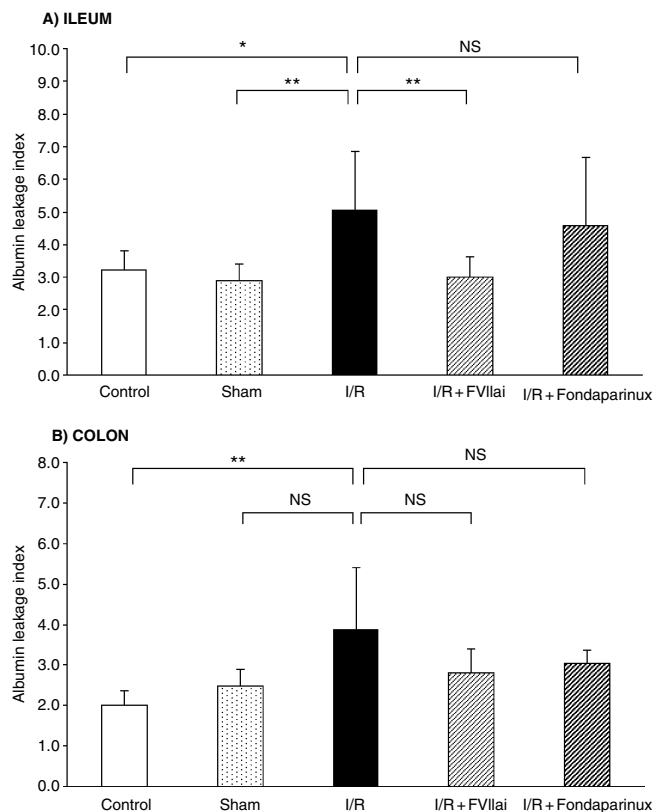 A) ILEUM
Albumin leakage index
10.0
9.0
8.0
7.0
6.0
5.0
4.0
3.0
2.0
1.0
0.0
* NS
** **
Control Sham I/R I/R + FVIIai I/R + Fondaparinux
B) COLON
Albumin leakage index
8.0
7.0
6.0
5.0
4.0
3.0
2.0
1.0
0.0
** NS
NS NS
Control Sham I/R I/R + FVIIai I/R + Fondaparinux